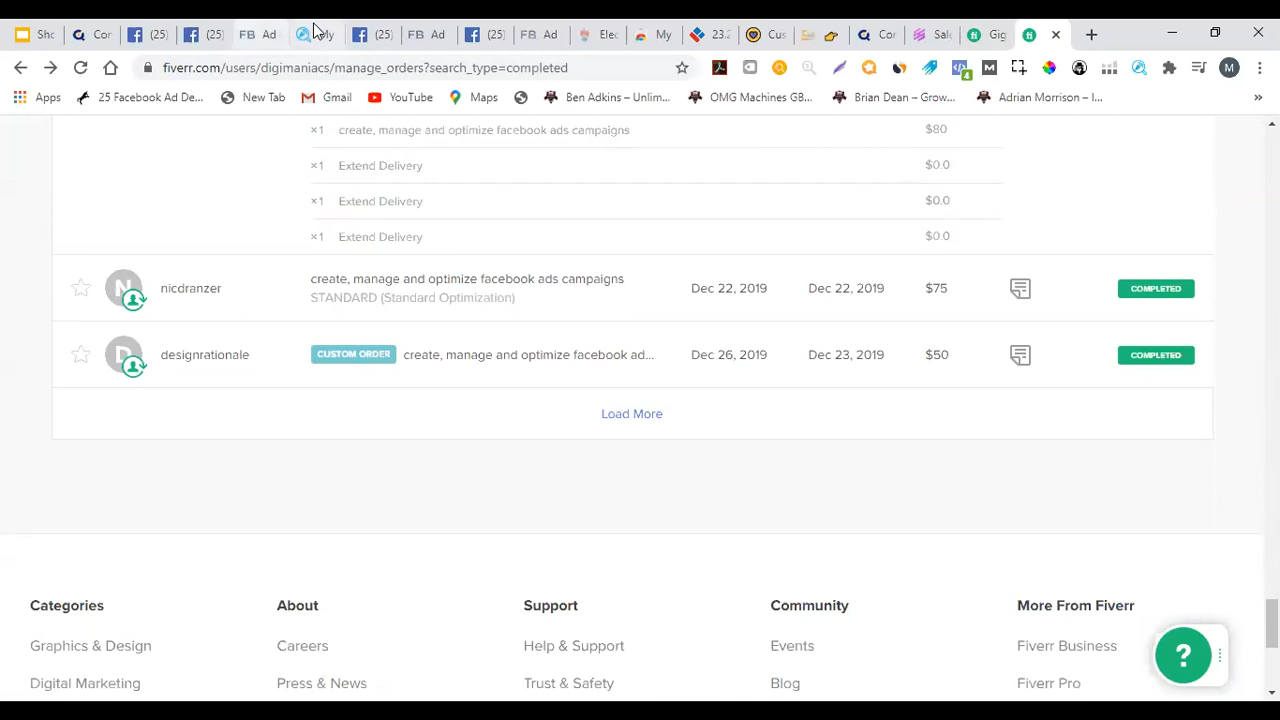 Sho
Cor
(25)
(25)
Ad
My
(25)
Ad
(25)
Ad
Elec
My
23.2
Cus
Cor
Sale
Gig
fiverr.com/users/digimaniacs/manage_orders?search_type=completed
Apps
25 Facebook Ad De...
New Tab
Gmail
YouTube
Maps
Ben Adkins – Unlim...
OMG Machines GB...
Brian Dean – Grow...
Adrian Morrison – I...
×1 create, manage and optimize facebook ads campaigns $80
×1 Extend Delivery $0.0
×1 Extend Delivery $0.0
×1 Extend Delivery $0.0
N nicdranzer create, manage and optimize facebook ads campaigns Dec 22, 2019 Dec 22, 2019 $75 COMPLETED
STANDARD (Standard Optimization)
D designrationale CUSTOM ORDER create, manage and optimize facebook ad... Dec 26, 2019 Dec 23, 2019 $50 COMPLETED
Load More
Categories About Support Community More From Fiverr
Graphics & Design Careers Help & Support Events Fiverr Business
Digital Marketing Press & News Trust & Safety Blog Fiverr Pro
?